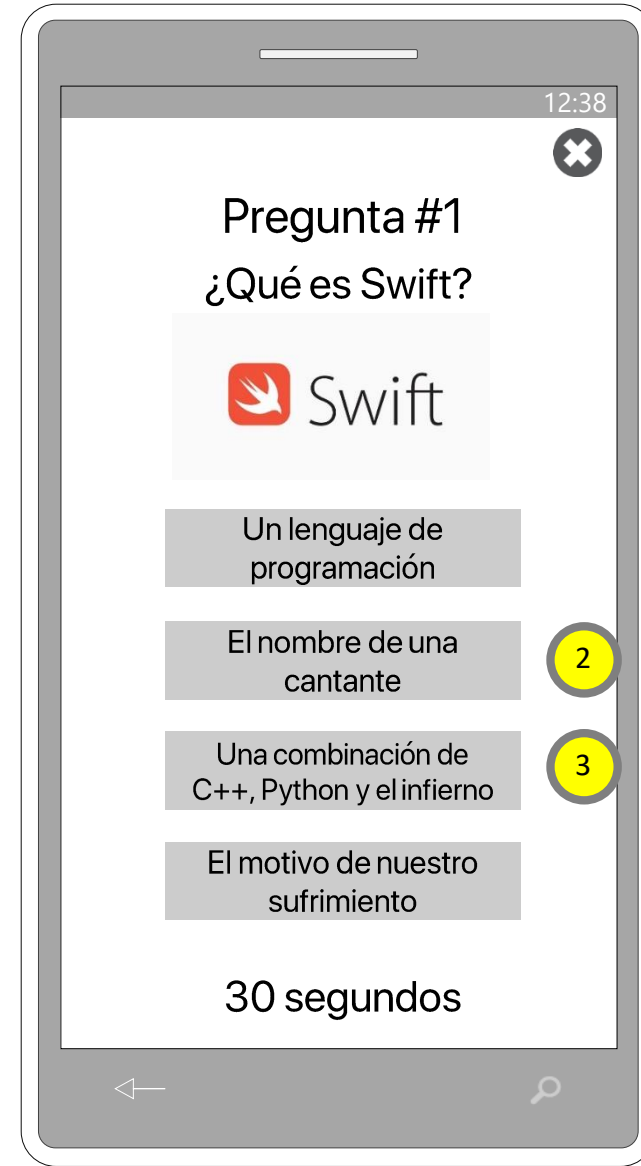 12:38
Pregunta #1
¿Qué es Swift?
Swift
Un lenguaje de
programación
El nombre de una
cantante
2
Una combinación de
C++, Python y el infierno
3
El motivo de nuestro
sufrimiento
30 segundos